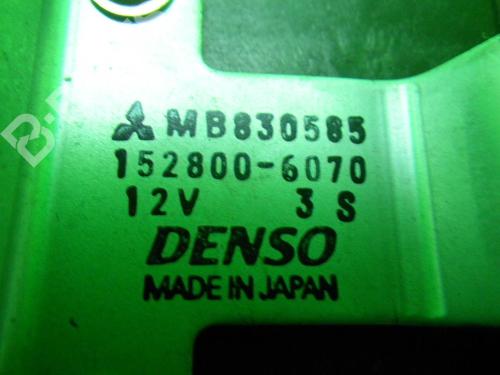 MB830585
152800-6070
12V 3 S
DENSO
MADE IN JAPAN